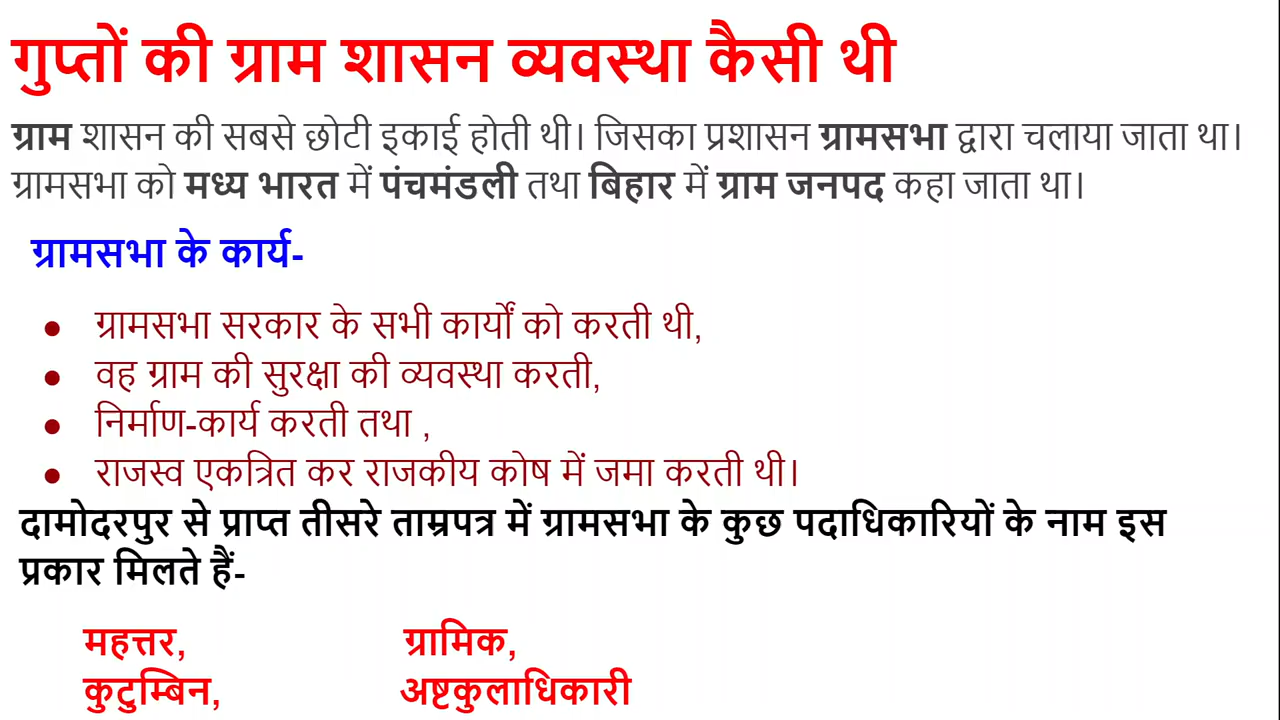 गुप्तों की ग्राम शासन व्यवस्था कैसी थी
ग्राम शासन की सबसे छोटी इकाई होती थी। जिसका प्रशासन ग्रामसभा द्वारा चलाया जाता था।
ग्रामसभा को मध्य भारत में पंचमंडली तथा बिहार में ग्राम जनपद कहा जाता था।
ग्रामसभा के कार्य-
● ग्रामसभा सरकार के सभी कार्यों को करती थी,
● वह ग्राम की सुरक्षा की व्यवस्था करती,
● निर्माण-कार्य करती तथा ,
● राजस्व एकत्रित कर राजकीय कोष में जमा करती थी।
दामोदरपुर से प्राप्त तीसरे ताम्रपत्र में ग्रामसभा के कुछ पदाधिकारियों के नाम इस
प्रकार मिलते हैं-
महत्तर, ग्रामिक,
कुटुम्बिन, अष्टकुलाधिकारी